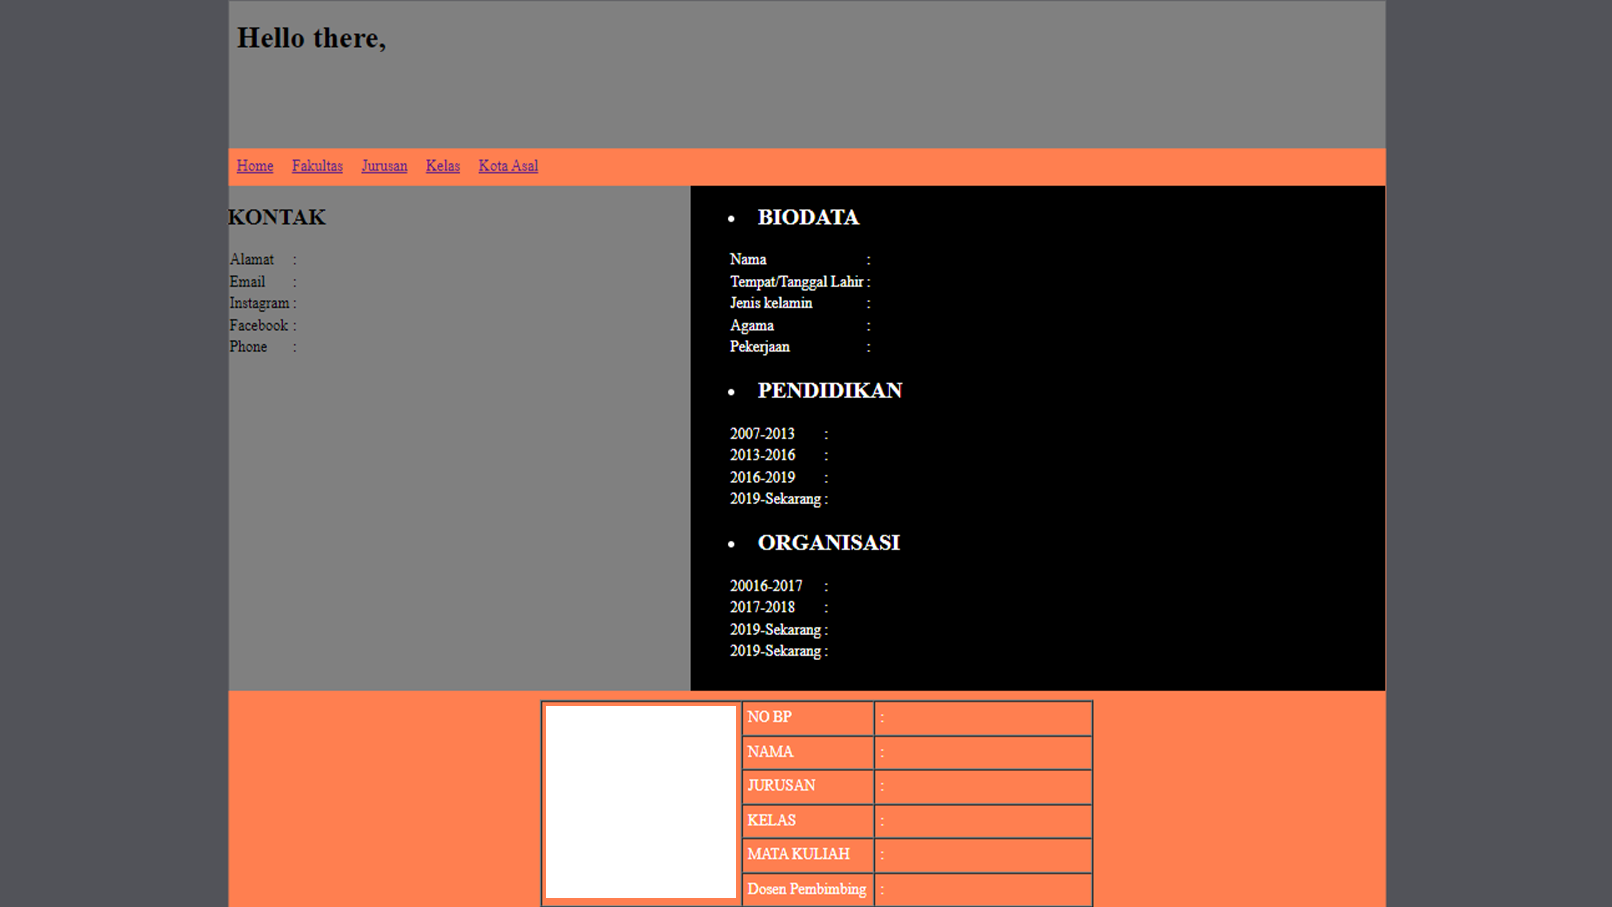 Hello there,
Home Fakultas Jurusan Kelas Kota Asal
KONTAK
Alamat :
Email :
Instagram :
Facebook :
Phone :
• BIODATA
Nama :
Tempat/Tanggal Lahir :
Jenis kelamin :
Agama :
Pekerjaan :
• PENDIDIKAN
2007-2013 :
2013-2016 :
2016-2019 :
2019-Sekarang :
• ORGANISASI
20016-2017 :
2017-2018 :
2019-Sekarang :
2019-Sekarang :
NO BP :
NAMA :
JURUSAN :
KELAS :
MATA KULIAH :
Dosen Pembimbing :